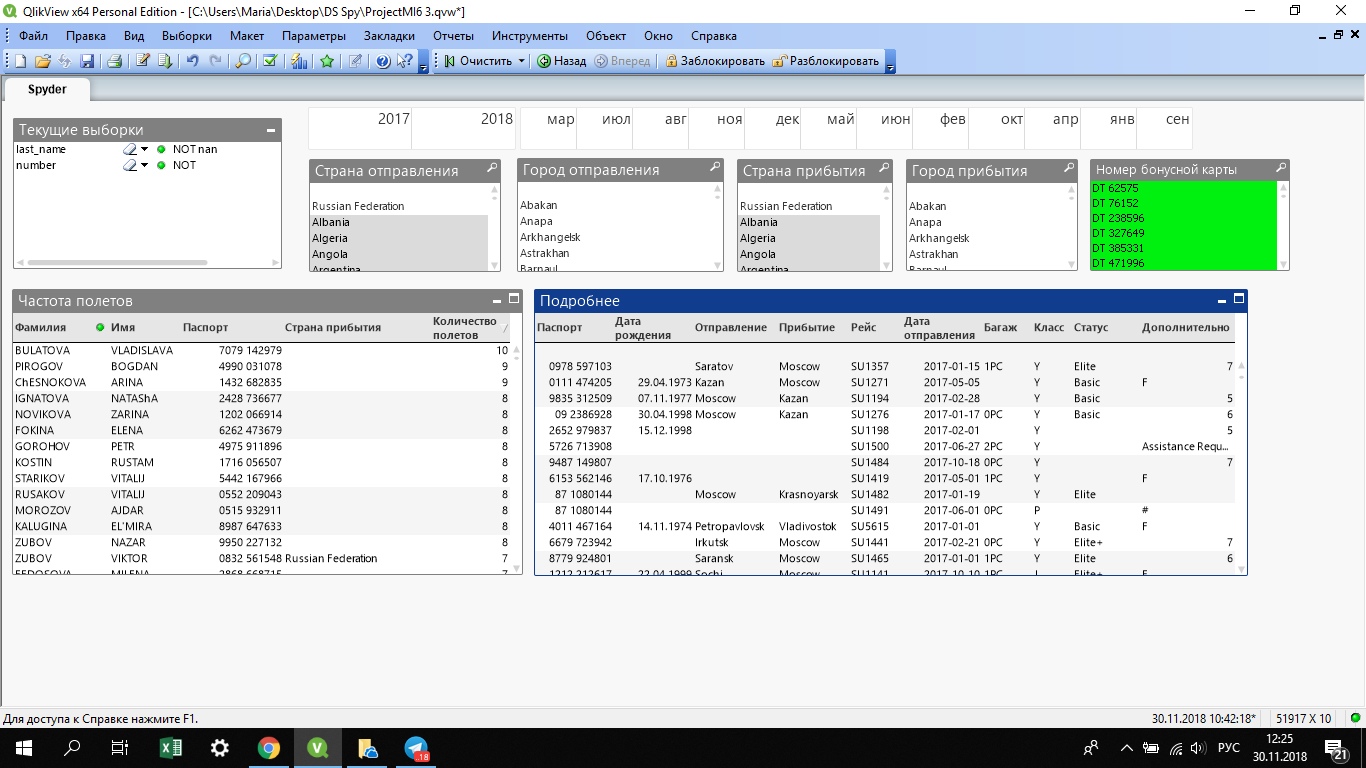 QlikView x64 Personal Edition - [C:\Users\Maria\Desktop\DS Spy\ProjectMI6 3.qvw*]
Файл Правка Вид Выборки Макет Параметры Закладки Отчеты Инструменты Объект Окно Справка
Очистить Назад Вперед Заблокировать Разблокировать
Spyder
2017 2018 мар июл авг ноя дек май июн фев окт апр янв сен
Текущие выборки
last_name NOT nan
number NOT
Страна отправления
Russian Federation
Albania
Algeria
Angola
Argentina
Город отправления
Abakan
Anapa
Arkhangelsk
Astrakhan
Barnaul
Страна прибытия
Russian Federation
Albania
Algeria
Angola
Argentina
Город прибытия
Abakan
Anapa
Arkhangelsk
Astrakhan
Barnaul
Номер бонусной карты
DT 62575
DT 76152
DT 238596
DT 327649
DT 385331
DT 471996
Частота полетов
Фамилия Имя Паспорт Страна прибытия Количество полетов
BULATOVA VLADISLAVA 7079 142979 10
PIROGOV BOGDAN 4990 031078 9
ChESNOKOVA ARINA 1432 682835 9
IGNATOVA NATAShA 2428 736677 8
NOVIKOVA ZARINA 1202 066914 8
FOKINA ELENA 6262 473679 8
GOROHOV PETR 4975 911896 8
KOSTIN RUSTAM 1716 056507 8
STARIKOV VITALIJ 5442 167966 8
RUSAKOV VITALIJ 0552 209043 8
MOROZOV AJDAR 0515 932911 8
KALUGINA EL'MIRA 8987 647633 8
ZUBOV NAZAR 9950 227132 8
ZUBOV VIKTOR 0832 561548 Russian Federation 7
FEDOSOVA MILENA 2868 668715 7
Подробнее
Паспорт Дата рождения Отправление Прибытие Рейс Дата отправления Багаж Класс Статус Дополнительно
0978 597103 Saratov Moscow SU1357 2017-01-15 1PC Y Elite 7
0111 474205 29.04.1973 Kazan Moscow SU1271 2017-05-05 Y Basic F
9835 312509 07.11.1977 Moscow Kazan SU1194 2017-02-28 Y Basic 5
09 2386928 30.04.1998 Moscow Kazan SU1276 2017-01-17 0PC Y Basic 6
2652 979837 15.12.1998 SU1198 2017-02-01 Y 5
5726 713908 SU1500 2017-06-27 2PC Y Assistance Requ...
9487 149807 SU1484 2017-10-18 0PC Y 7
6153 562146 17.10.1976 SU1419 2017-05-01 1PC Y F
87 1080144 Moscow Krasnoyarsk SU1482 2017-01-19 Y Elite
87 1080144 SU1491 2017-06-01 0PC P #
4011 467164 14.11.1974 Petropavlovsk Vladivostok SU5615 2017-01-01 Y Basic F
6679 723942 Irkutsk Moscow SU1441 2017-02-21 0PC Y Elite+ 7
8779 924801 Saransk Moscow SU1465 2017-01-01 1PC Y Elite 6
1212 212617 22.04.1999 Sochi Moscow SU1141 2017-10-10 1PC Elite+
Для доступа к Справке нажмите F1. 30.11.2018 10:42:18* 51917 X 10
18 РУС 12:25
30.11.2018 21